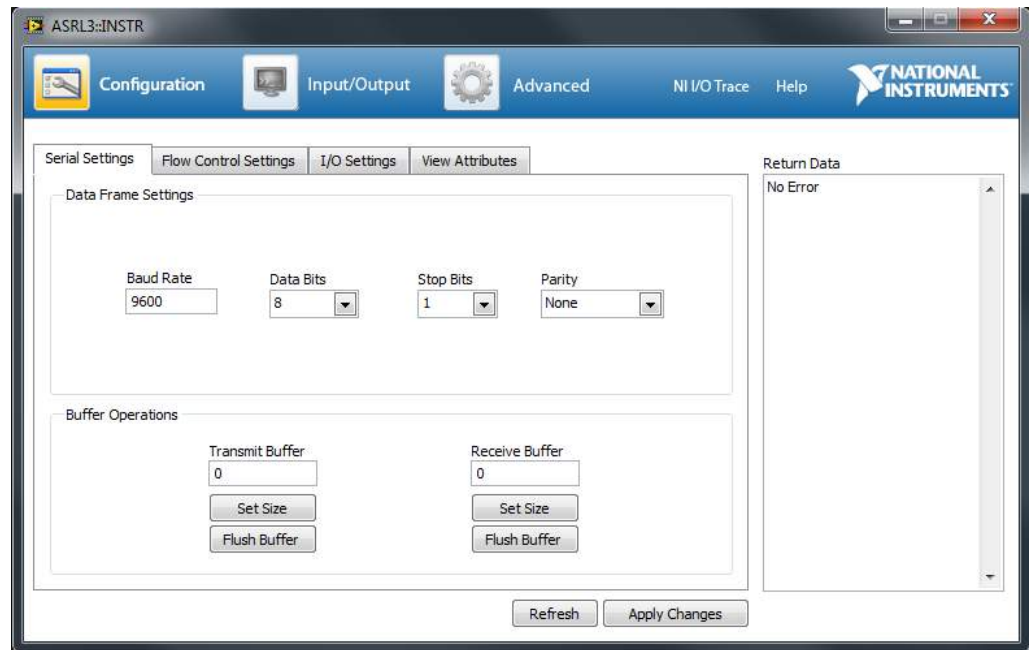 ASRL3::INSTR
Configuration Input/Output Advanced NI I/O Trace Help NATIONAL INSTRUMENTS
Serial Settings Flow Control Settings I/O Settings View Attributes
Return Data
No Error
Data Frame Settings
Baud Rate Data Bits Stop Bits Parity
9600 8 1 None
Buffer Operations
Transmit Buffer Receive Buffer
0 0
Set Size Set Size
Flush Buffer Flush Buffer
Refresh Apply Changes